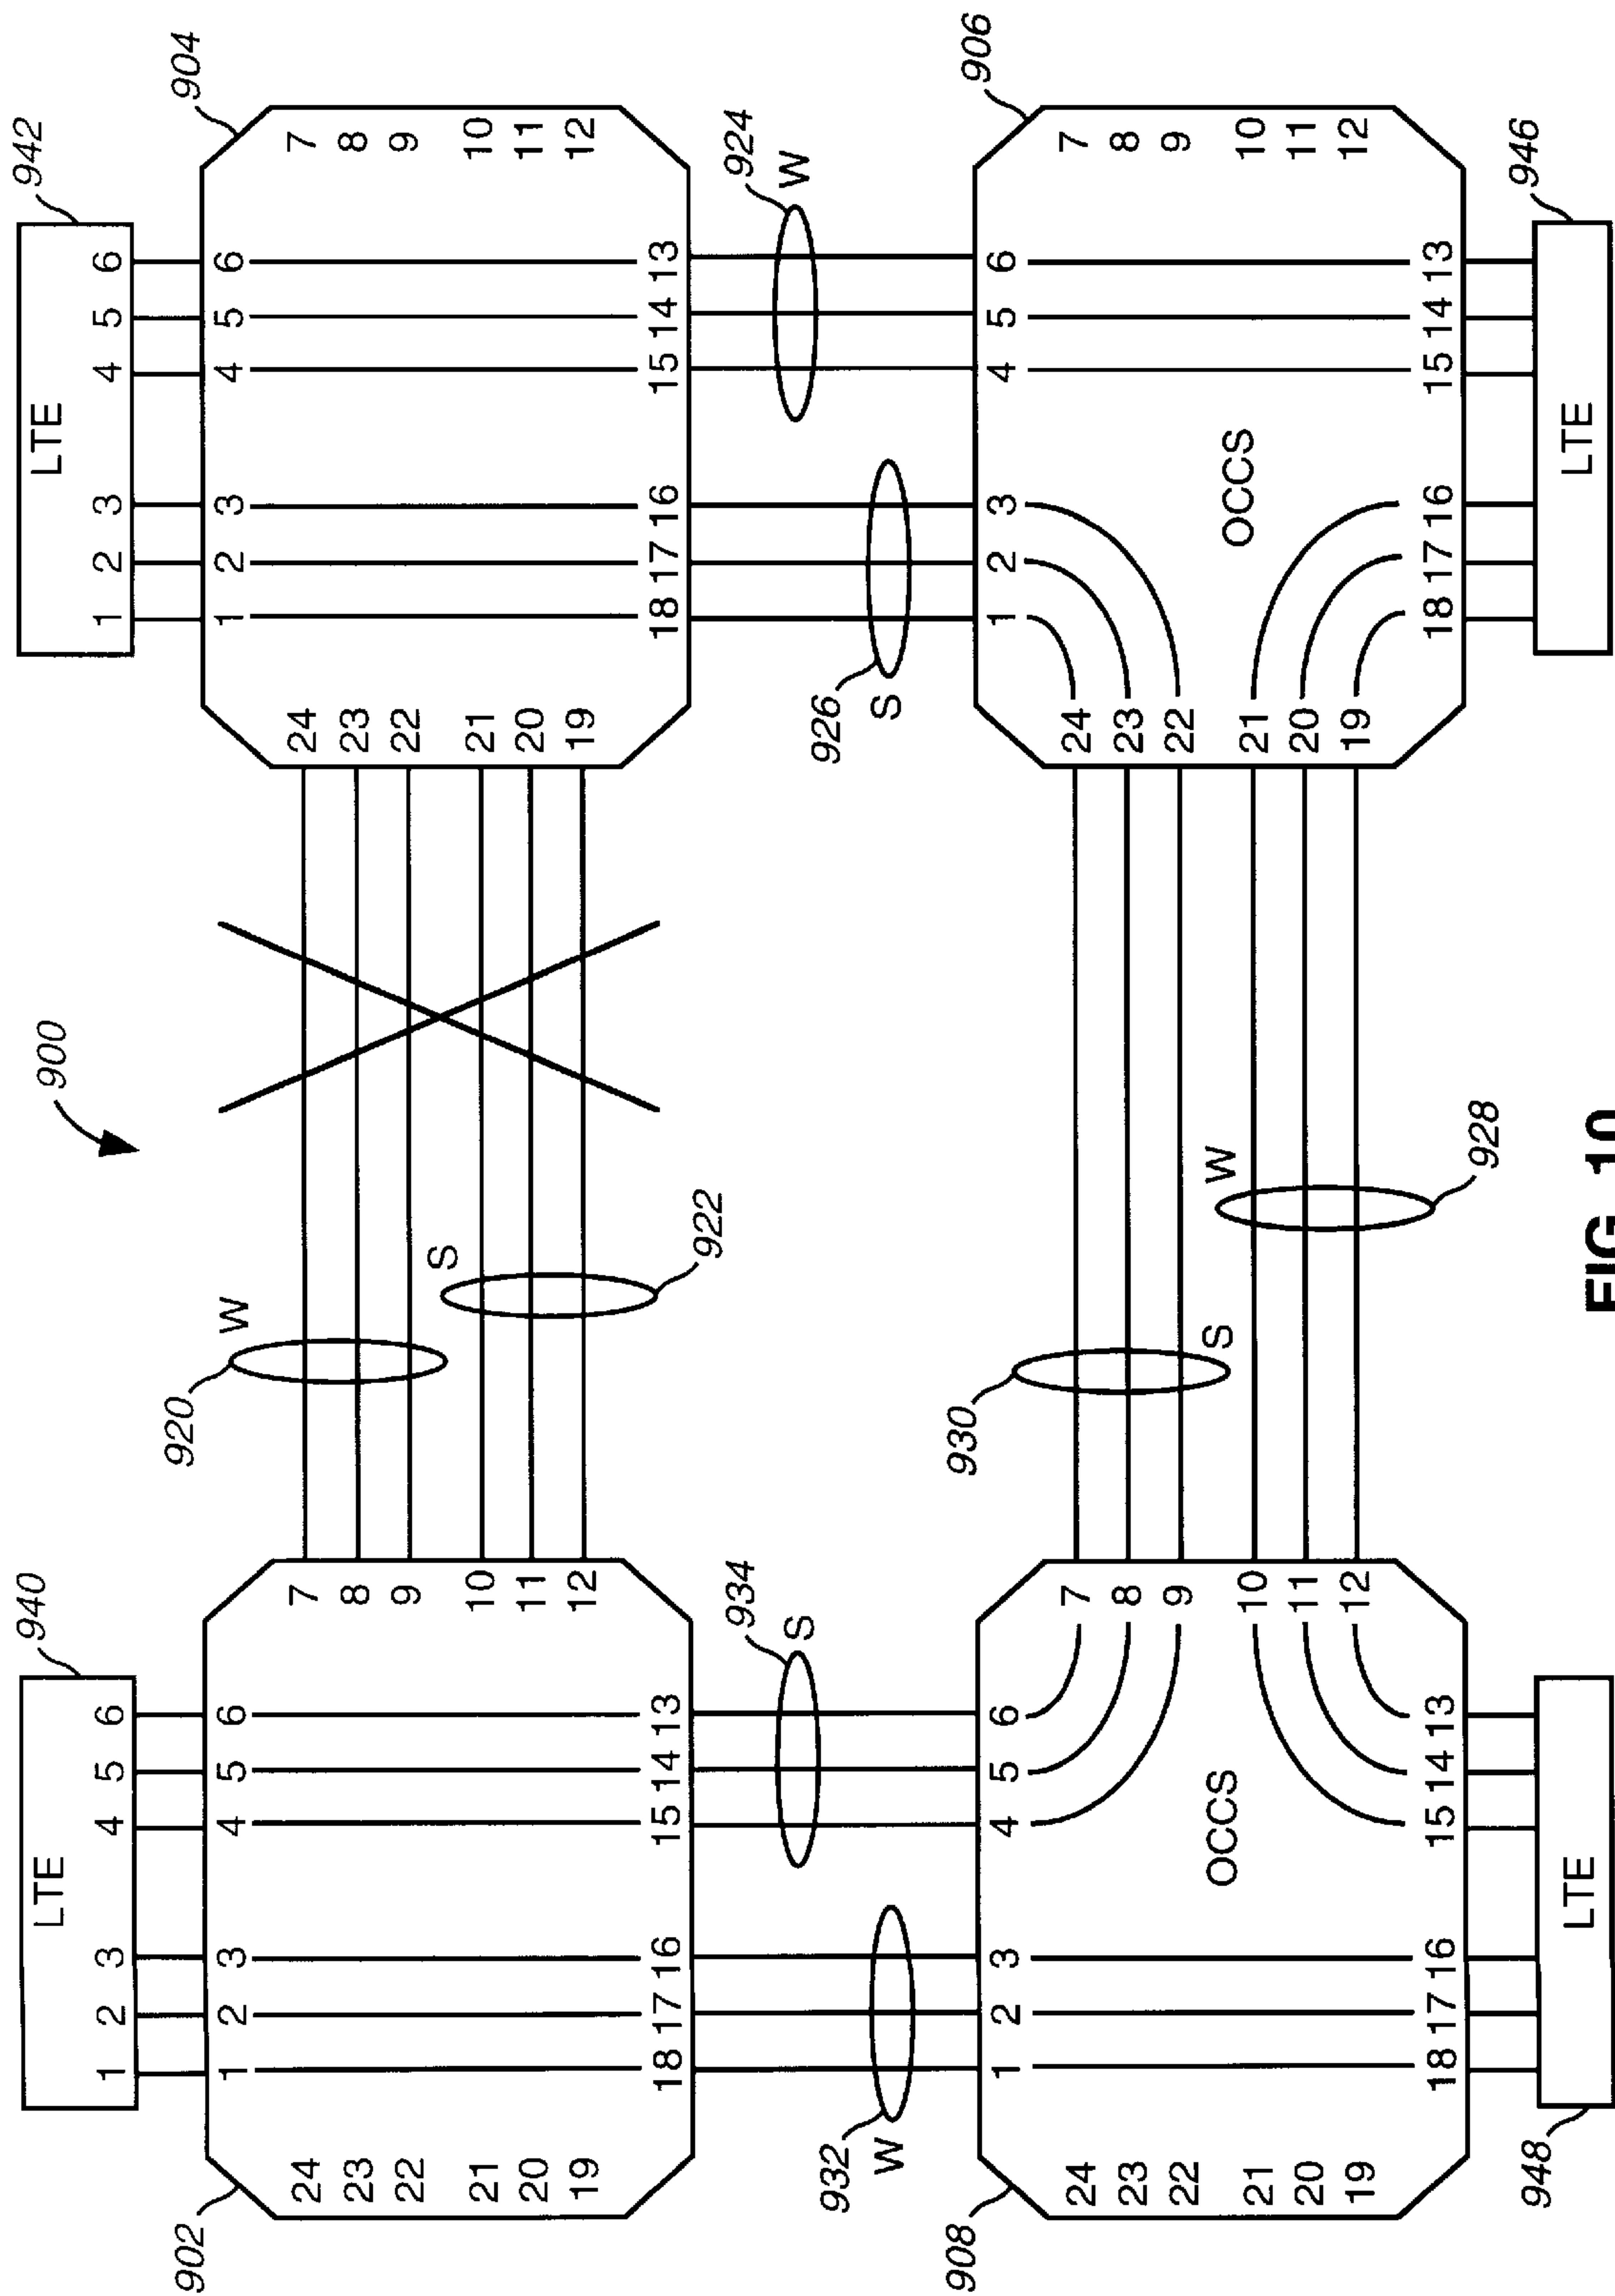 900
940 942
LTE LTE
1 2 3 4 5 6 1 2 3 4 5 6
902 920 W 904
1 2 3 4 5 6 1 2 3 4 5 6
24 7 24 7
23 8 23 8
22 9 22 9
S
21 10 21 10
20 11 20 11
19 12 19 12
18 17 16 15 14 13 922 18 17 16 15 14 13
932 W 934 S 926 S 924 W
908 930 906
1 2 3 4 5 6 1 2 3 4 5 6
24 7 24 7
23 8 23 8
22 9 22 9
S W
OCCS OCCS
21 10 21 10
20 11 20 11
19 12 19 12
18 17 16 15 14 13 18 17 16 15 14 13
948 928 946
LTE LTE
FIG. 10